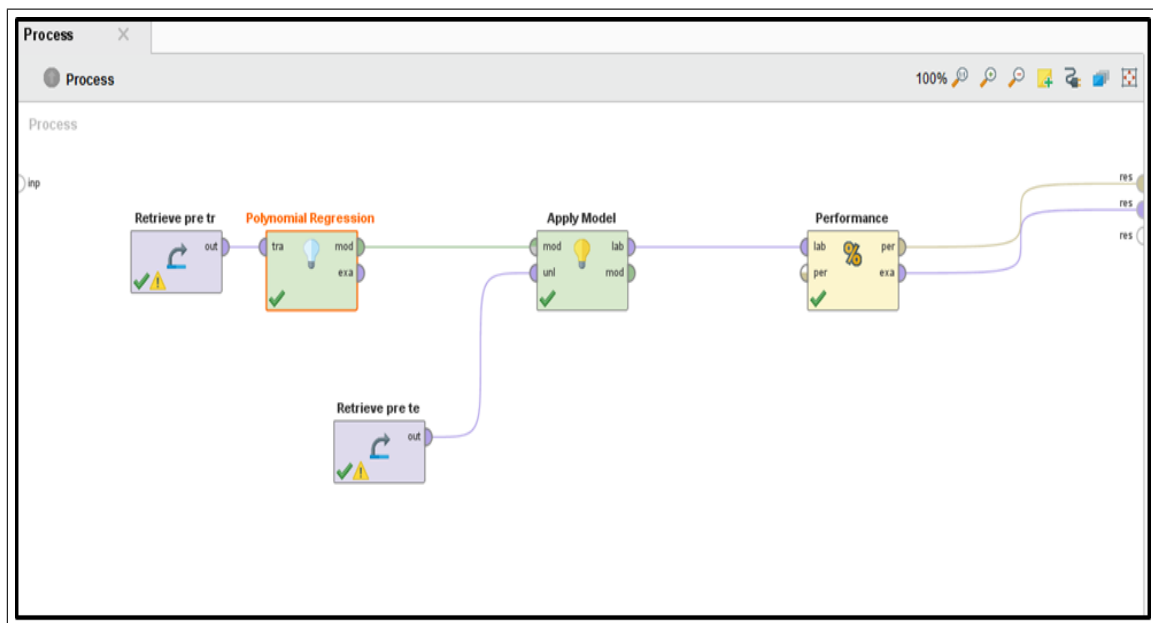 Process
Process
100%
Process
inp
res
res
res
Retrieve pre tr
out
Polynomial Regression
tra
mod
exa
Apply Model
mod
lab
unl
mod
Performance
%
lab
per
per
exa
Retrieve pre te
out